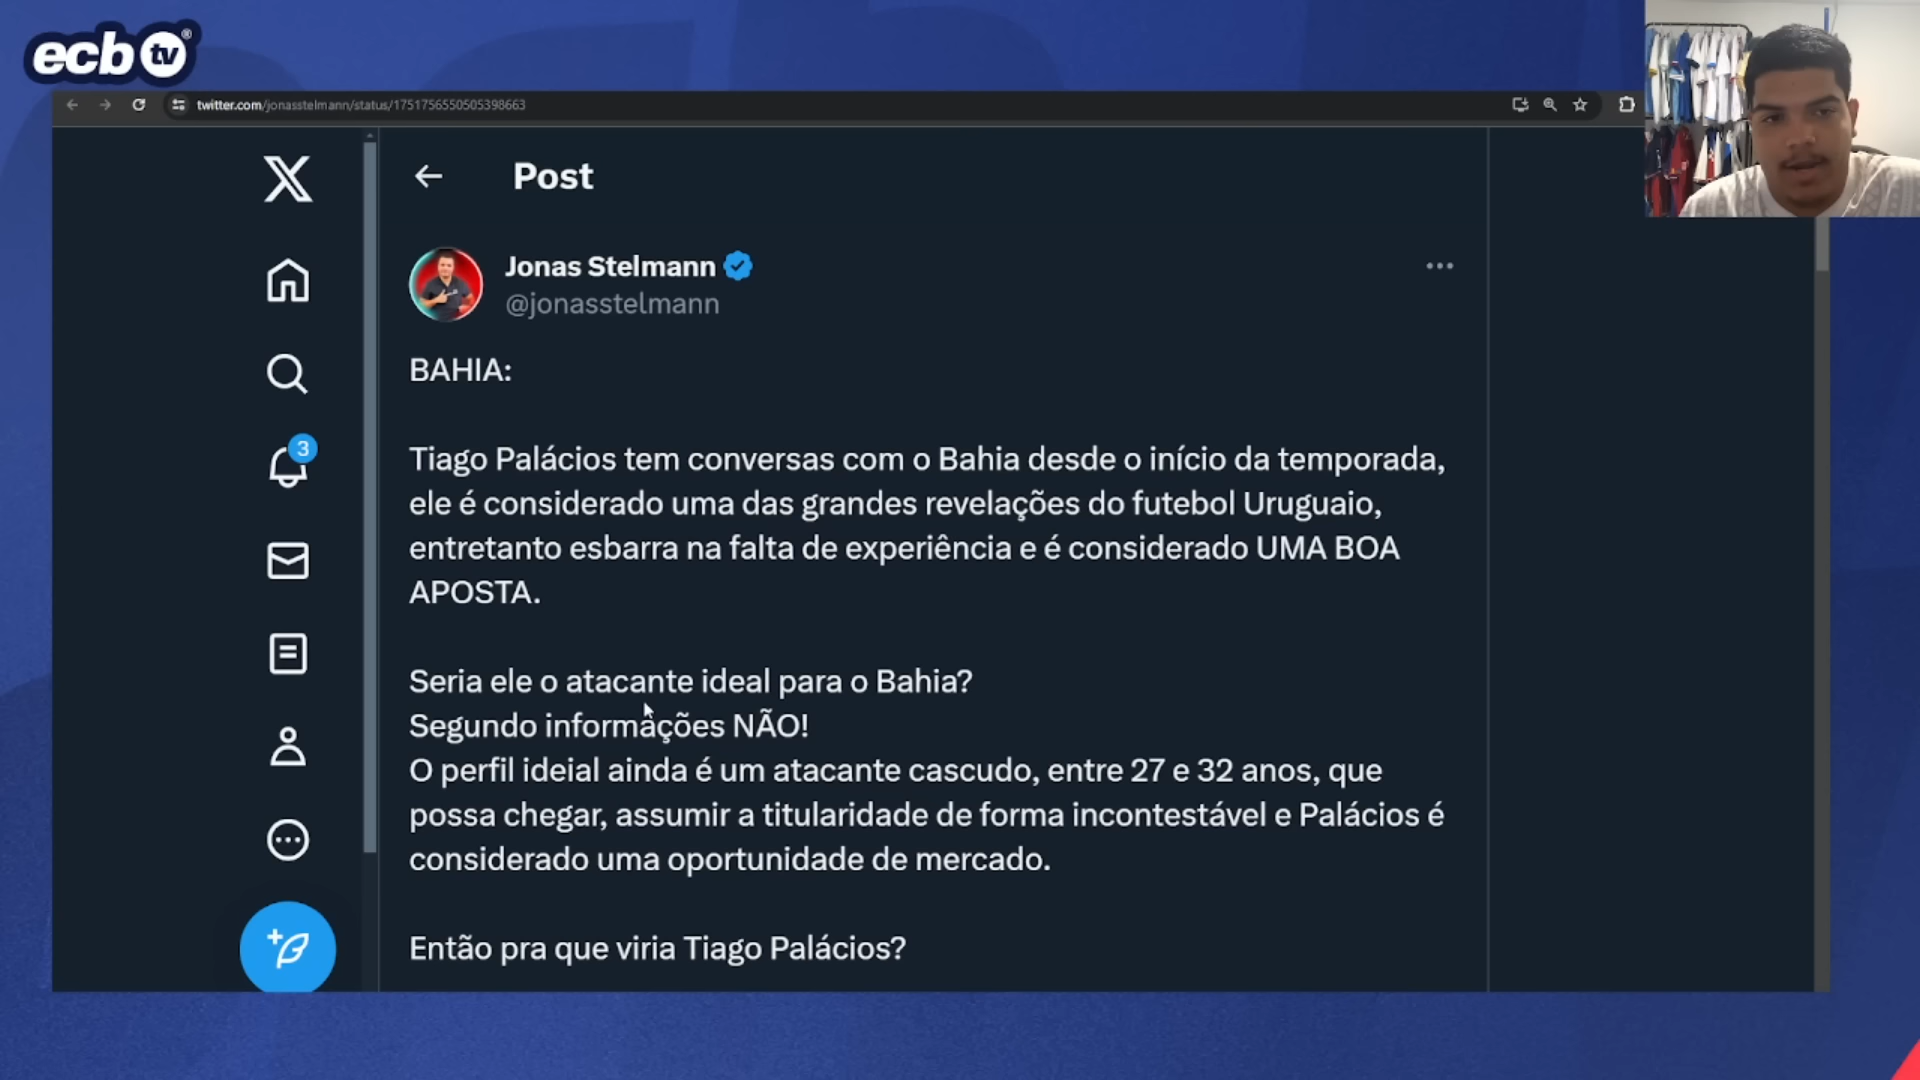 ecb tv®
twitter.com/jonasstelmann/status/1751756550505398663
Post
Jonas Stelmann
@jonasstelmann
BAHIA:
3
Tiago Palácios tem conversas com o Bahia desde o início da temporada,
ele é considerado uma das grandes revelações do futebol Uruguaio,
entretanto esbarra na falta de experiência e é considerado UMA BOA
APOSTA.
Seria ele o atacante ideal para o Bahia?
Segundo informações NÃO!
O perfil ideial ainda é um atacante cascudo, entre 27 e 32 anos, que
possa chegar, assumir a titularidade de forma incontestável e Palácios é
considerado uma oportunidade de mercado.
Então pra que viria Tiago Palácios?